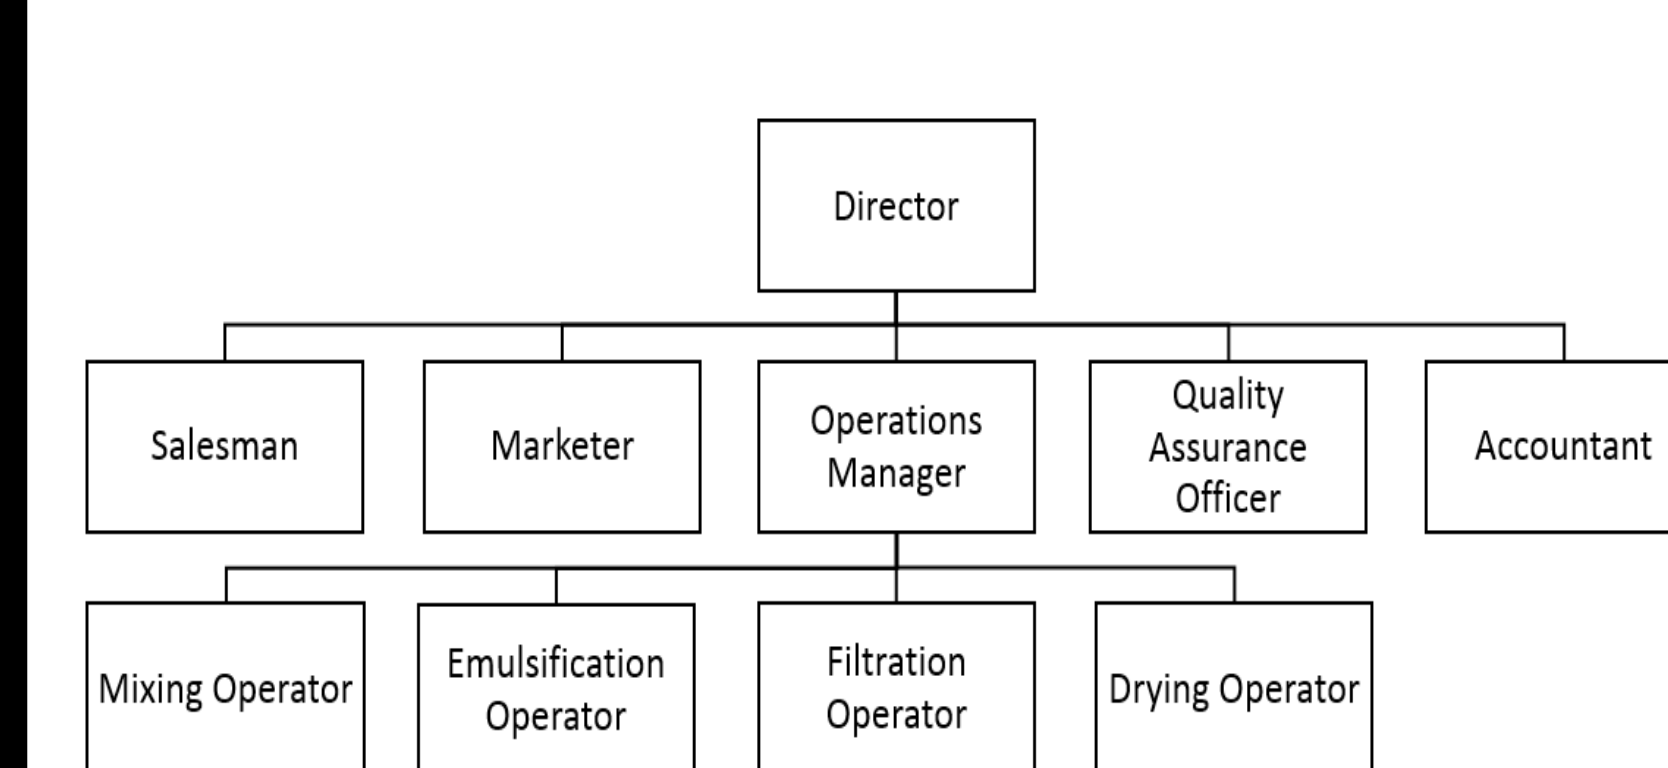 Director
Salesman
Marketer
Operations
Manager
Quality
Assurance
Officer
Accountant
Mixing Operator
Emulsification
Operator
Filtration
Operator
Drying Operator